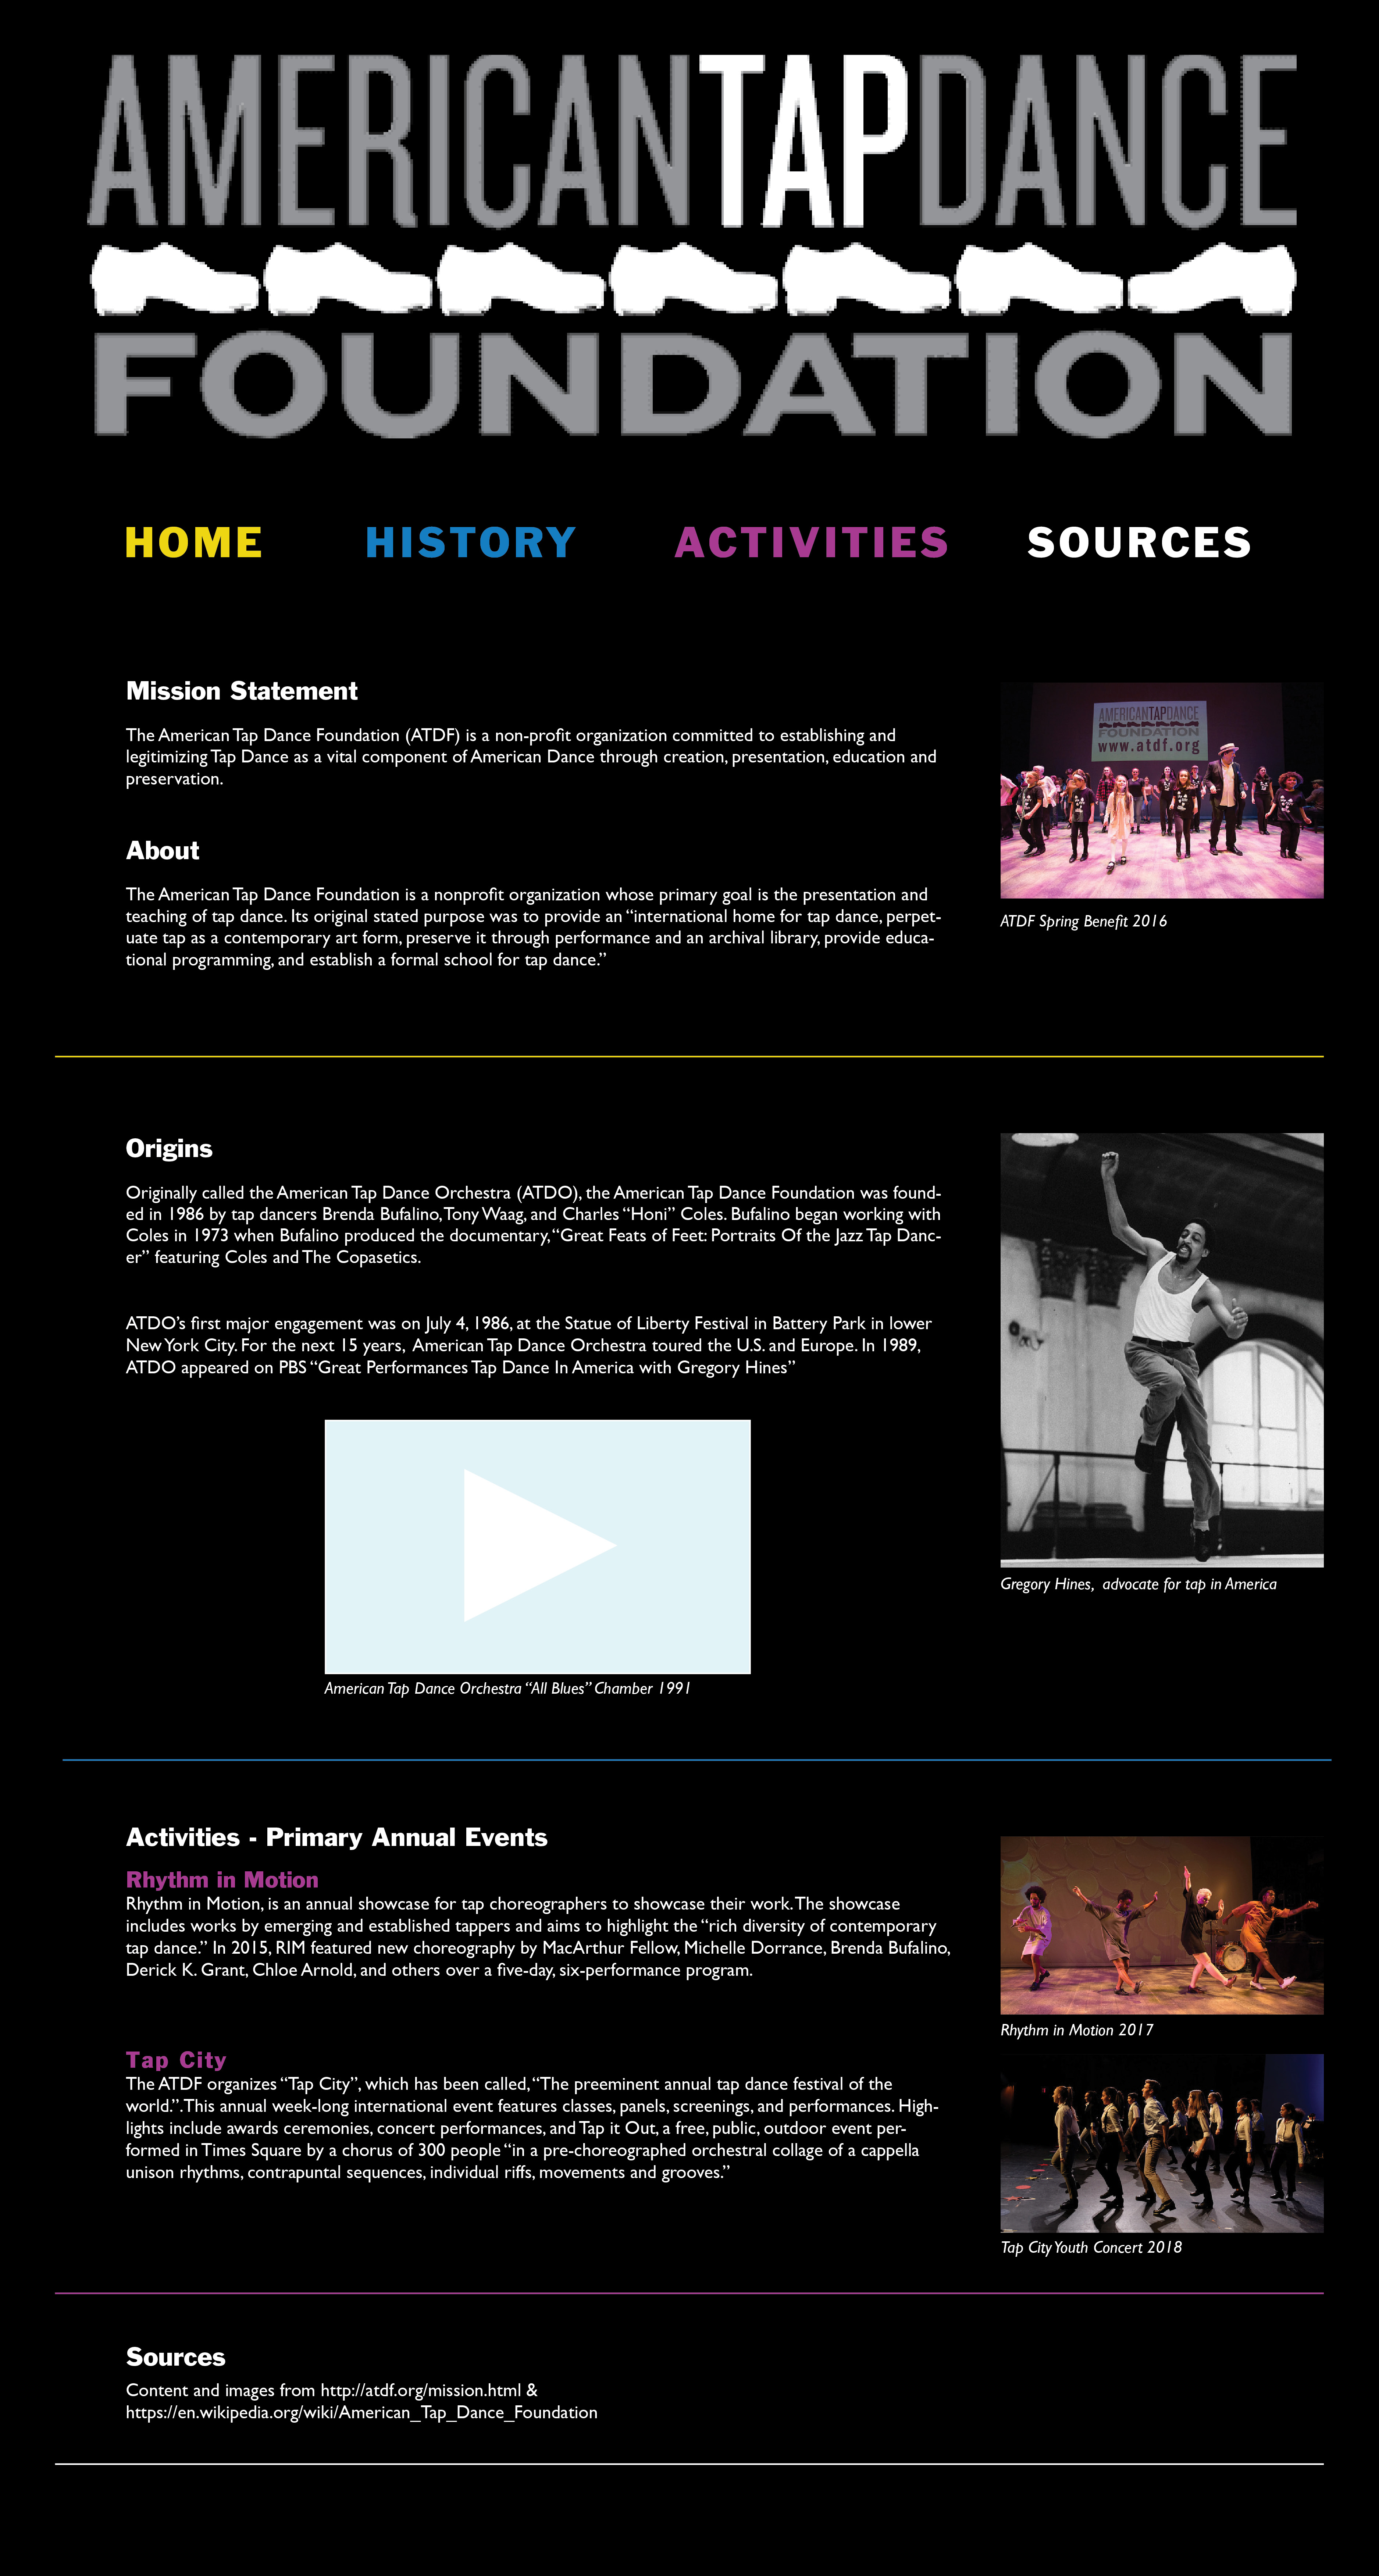 AMERICANTAPDANCE
FOUNDATION
HOME HISTORY ACTIVITIES SOURCES
Mission Statement
The American Tap Dance Foundation (ATDF) is a non-profit organization committed to establishing and
legitimizing Tap Dance as a vital component of American Dance through creation, presentation, education and
preservation.
About
The American Tap Dance Foundation is a nonprofit organization whose primary goal is the presentation and
teaching of tap dance. Its original stated purpose was to provide an “international home for tap dance, perpet-
uate tap as a contemporary art form, preserve it through performance and an archival library, provide educa-
tional programming, and establish a formal school for tap dance.”
AMERICANTAPDANCE
FOUNDATION
www.atdf.org
ATDF Spring Benefit 2016
Origins
Originally called the American Tap Dance Orchestra (ATDO), the American Tap Dance Foundation was found-
ed in 1986 by tap dancers Brenda Bufalino, Tony Waag, and Charles “Honi” Coles. Bufalino began working with
Coles in 1973 when Bufalino produced the documentary, “Great Feats of Feet: Portraits Of the Jazz Tap Danc-
er” featuring Coles and The Copasetics.
ATDO’s first major engagement was on July 4, 1986, at the Statue of Liberty Festival in Battery Park in lower
New York City. For the next 15 years, American Tap Dance Orchestra toured the U.S. and Europe. In 1989,
ATDO appeared on PBS “Great Performances Tap Dance In America with Gregory Hines”
American Tap Dance Orchestra “All Blues” Chamber 1991
Gregory Hines, advocate for tap in America
Activities - Primary Annual Events
Rhythm in Motion
Rhythm in Motion, is an annual showcase for tap choreographers to showcase their work. The showcase
includes works by emerging and established tappers and aims to highlight the “rich diversity of contemporary
tap dance.” In 2015, RIM featured new choreography by MacArthur Fellow, Michelle Dorrance, Brenda Bufalino,
Derick K. Grant, Chloe Arnold, and others over a five-day, six-performance program.
Rhythm in Motion 2017
Tap City
The ATDF organizes “Tap City”, which has been called, “The preeminent annual tap dance festival of the
world.”. This annual week-long international event features classes, panels, screenings, and performances. High-
lights include awards ceremonies, concert performances, and Tap it Out, a free, public, outdoor event per-
formed in Times Square by a chorus of 300 people “in a pre-choreographed orchestral collage of a cappella
unison rhythms, contrapuntal sequences, individual riffs, movements and grooves.”
Tap City Youth Concert 2018
Sources
Content and images from http://atdf.org/mission.html &
https://en.wikipedia.org/wiki/American_Tap_Dance_Foundation